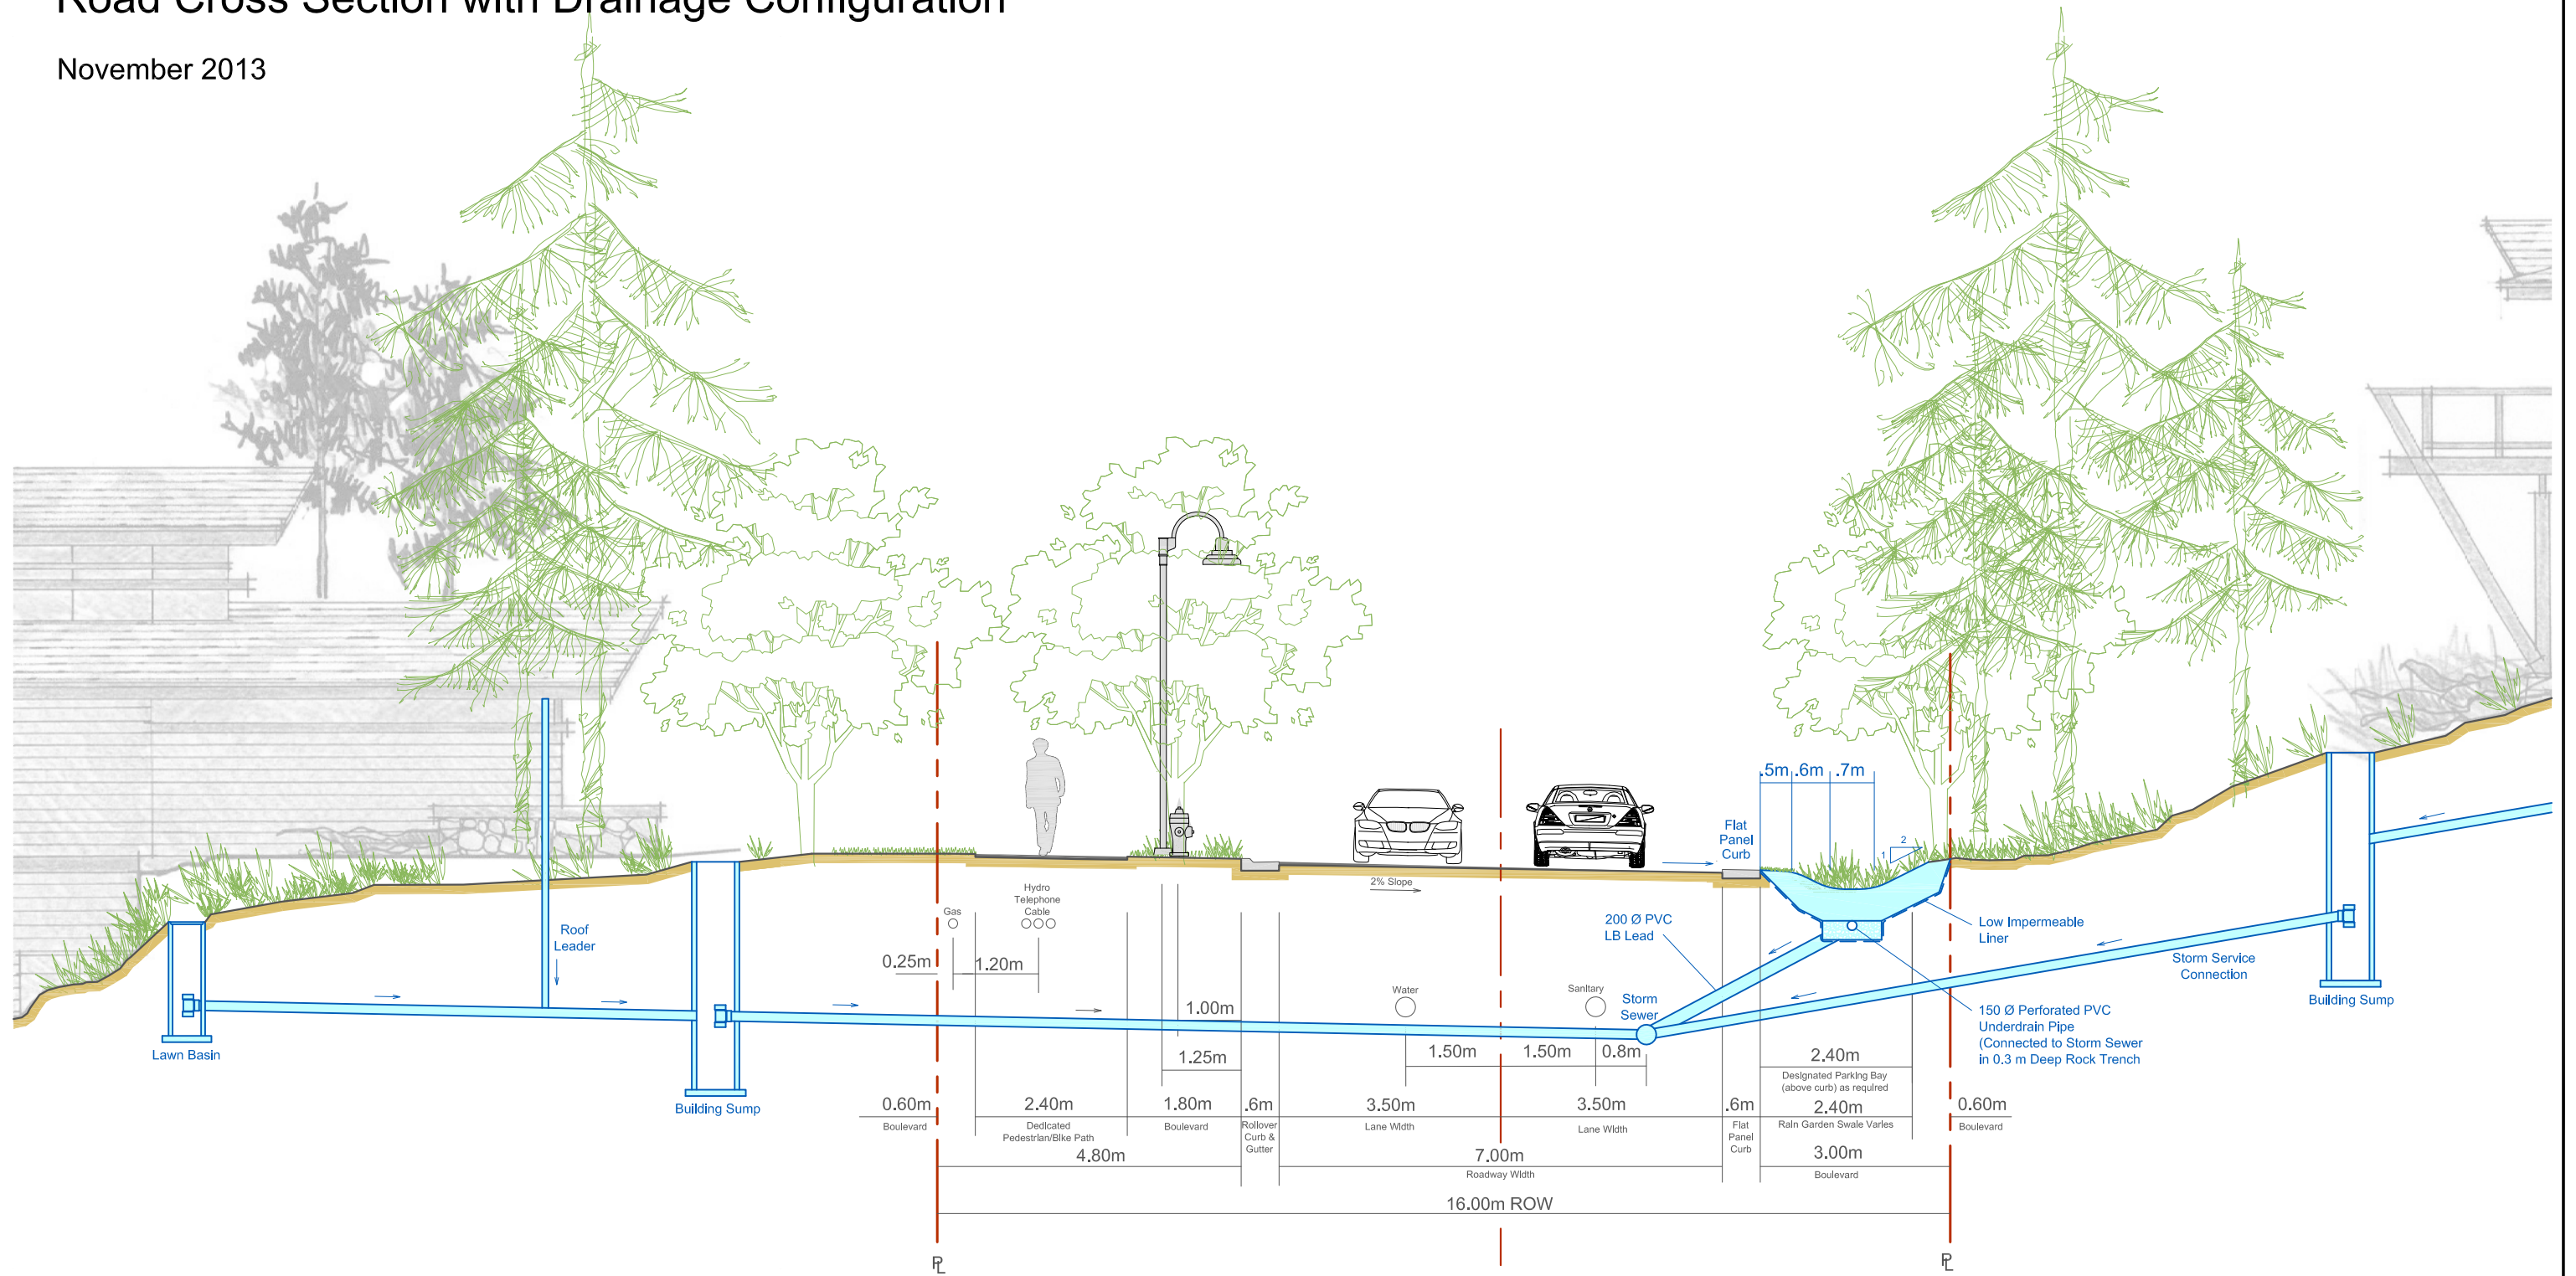 Road Cross Section with Drainage Configuration
November 2013
.5m .6m .7m
Flat
Panel
Curb
2
1
2% Slope
Hydro
Telephone
Cable
Gas
200 Ø PVC
LB Lead
Low Impermeable
Liner
Roof
Leader
0.25m
1.20m
Storm Service
Connection
Water
Sanitary
Storm
Sewer
1.00m
Building Sump
150 Ø Perforated PVC
Underdrain Pipe
(Connected to Storm Sewer
in 0.3 m Deep Rock Trench
Lawn Basin
1.25m
1.50m
1.50m
0.8m
2.40m
Designated Parking Bay
(above curb) as required
Building Sump
0.60m
Boulevard
2.40m
Dedicated
Pedestrian/Bike Path
1.80m
Boulevard
.6m
Rollover
Curb &
Gutter
3.50m
Lane Width
3.50m
Lane Width
.6m
Flat
Panel
Curb
2.40m
Rain Garden Swale Varies
0.60m
Boulevard
4.80m
7.00m
Roadway Width
3.00m
Boulevard
16.00m ROW
PL
PL